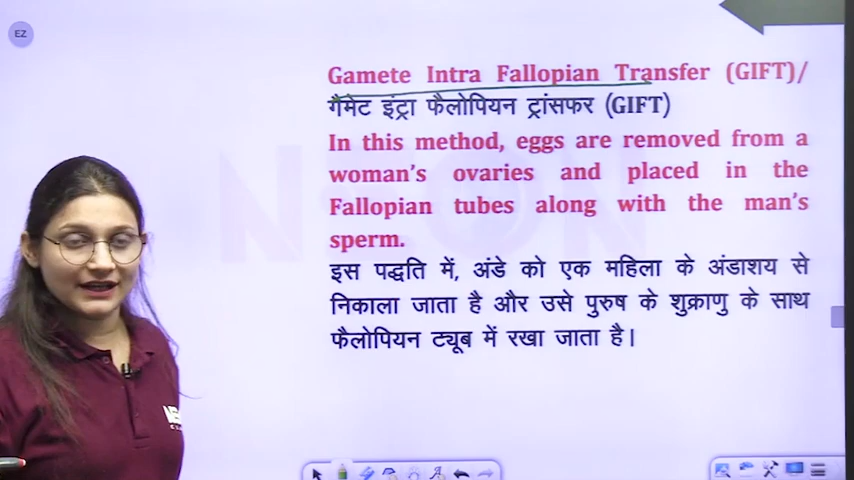 EZ
Gamete Intra Fallopian Transfer (GIFT)/
गैमेट इंट्रा फैलोपियन ट्रांसफर (GIFT)
In this method, eggs are removed from a
woman's ovaries and placed in the
Fallopian tubes along with the man's
sperm.
इस पद्धति में, अंडे को एक महिला के अंडाशय से
निकाला जाता है और उसे पुरुष के शुक्राणु के साथ
फैलोपियन ट्यूब में रखा जाता है।
NEON